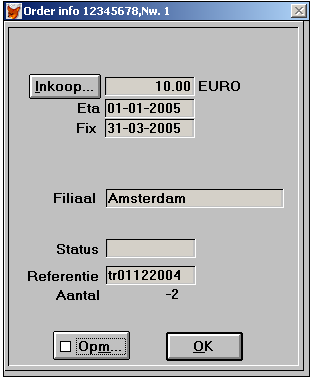 Order info 12345678,Nw. 1
Inkoop... 10.00 EURO
Eta 01-01-2005
Fix 31-03-2005
Filiaal Amsterdam
Status
Referentie tr01122004
Aantal -2
Opm... OK